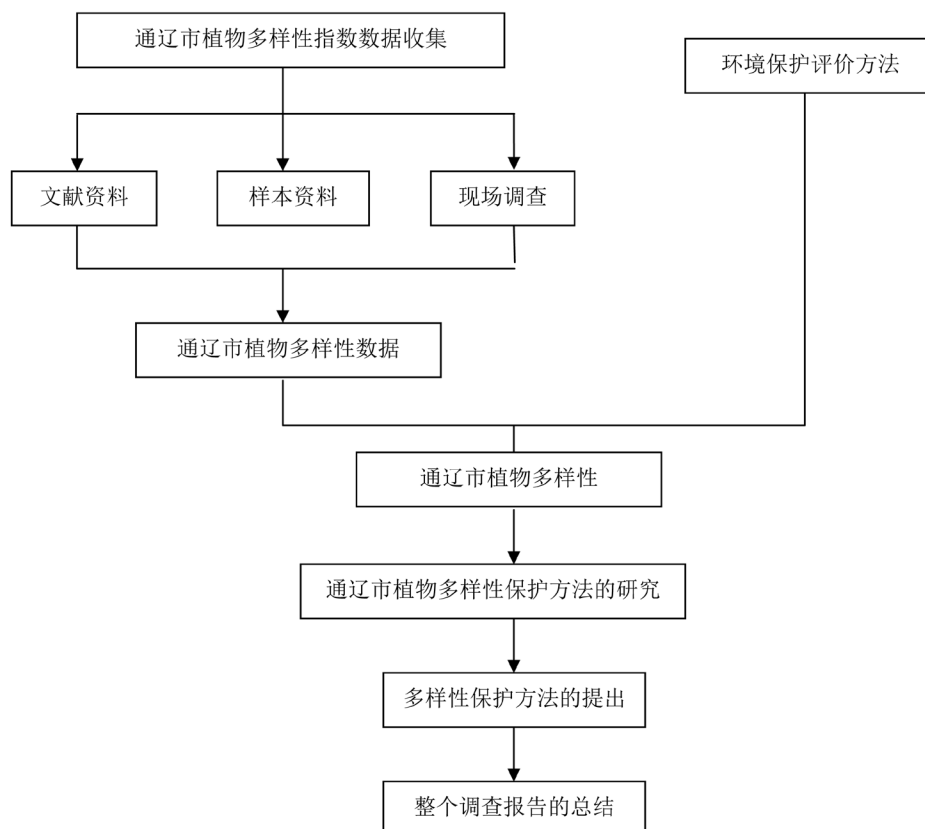 通辽市植物多样性指数数据收集
环境保护评价方法
文献资料
样本资料
现场调查
通辽市植物多样性数据
通辽市植物多样性
通辽市植物多样性保护方法的研究
多样性保护方法的提出
整个调查报告的总结